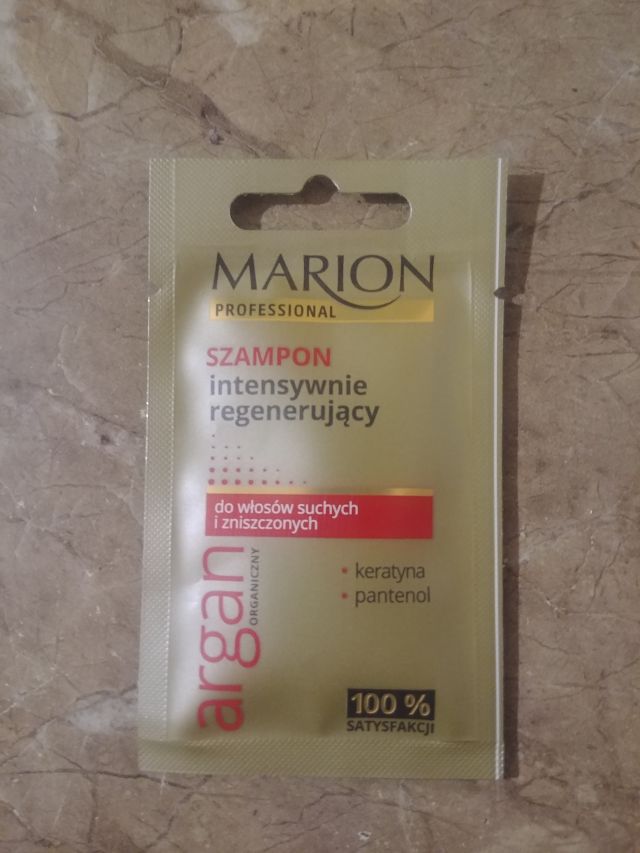 MARION
PROFESSIONAL
SZAMPON
intensywnie
regenerujący
do włosów suchych
i zniszczonych
argan
ORGANICZNY
• keratyna
• pantenol
100 %
SATYSFAKCJI